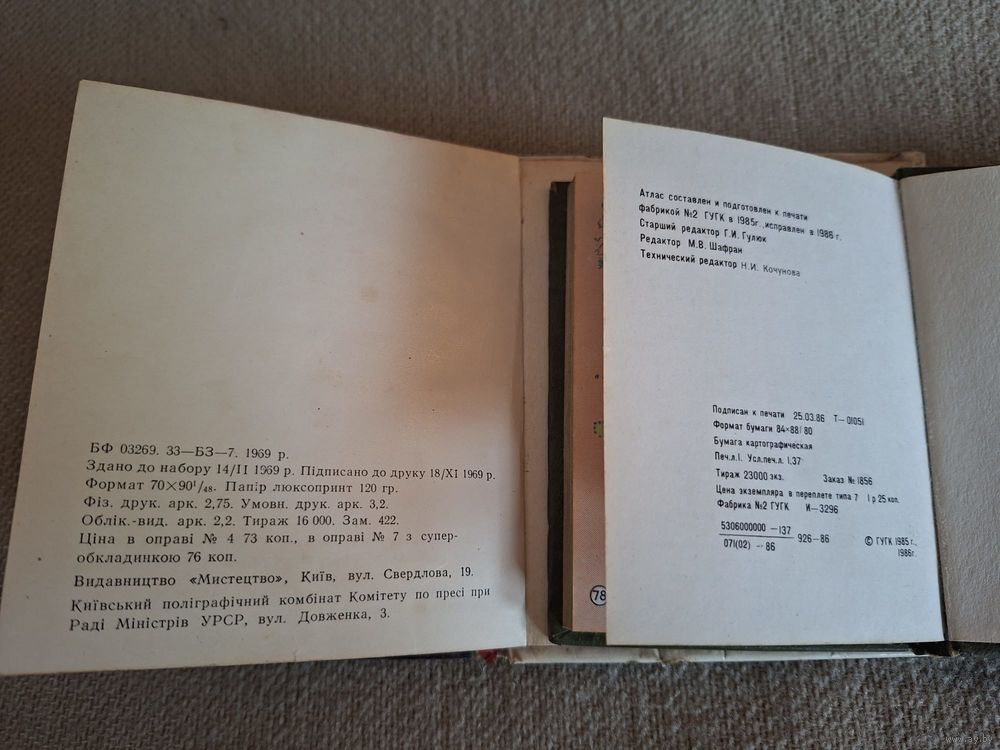 БФ 03269. 33—БЗ—7. 1969 р.
Здано до набору 14/II 1969 р. Підписано до друку 18/XI 1969 р.
Формат 70×90¹/₄₈. Папір люксопринт 120 гр.
Фіз. друк. арк. 2,75. Умовн. друк. арк. 3,2.
Облік.-вид. арк. 2,2. Тираж 16 000. Зам. 422.
Ціна в оправі № 4 73 коп., в оправі № 7 з супер-
обкладинкою 76 коп.
Видавництво «Мистецтво», Київ, вул. Свердлова, 19.
Київський поліграфічний комбінат Комітету по пресі при
Раді Міністрів УРСР, вул. Довженка, 3.
78
Атлас составлен и подготовлен к печати
фабрикой №2 ГУГК в 1985г.,исправлен в 1986 г.
Старший редактор Г.И. Гулюк
Редактор М.В. Шафран
Технический редактор Н.И. Кочунова
Подписан к печати 25.03.86 Т—01051
Формат бумаги 84×88/80
Бумага картографическая
Печ.л.1. Усл.печ.л. 1,37
Тираж 23000 экз. Заказ № 1856
Цена экземпляра в переплете типа 7 1р 25 коп.
Фабрика №2 ГУГК И—3296
5306000000 —137
071(02) —86
926-86
© ГУГК 1985г.,
1986г.
www.ay.by